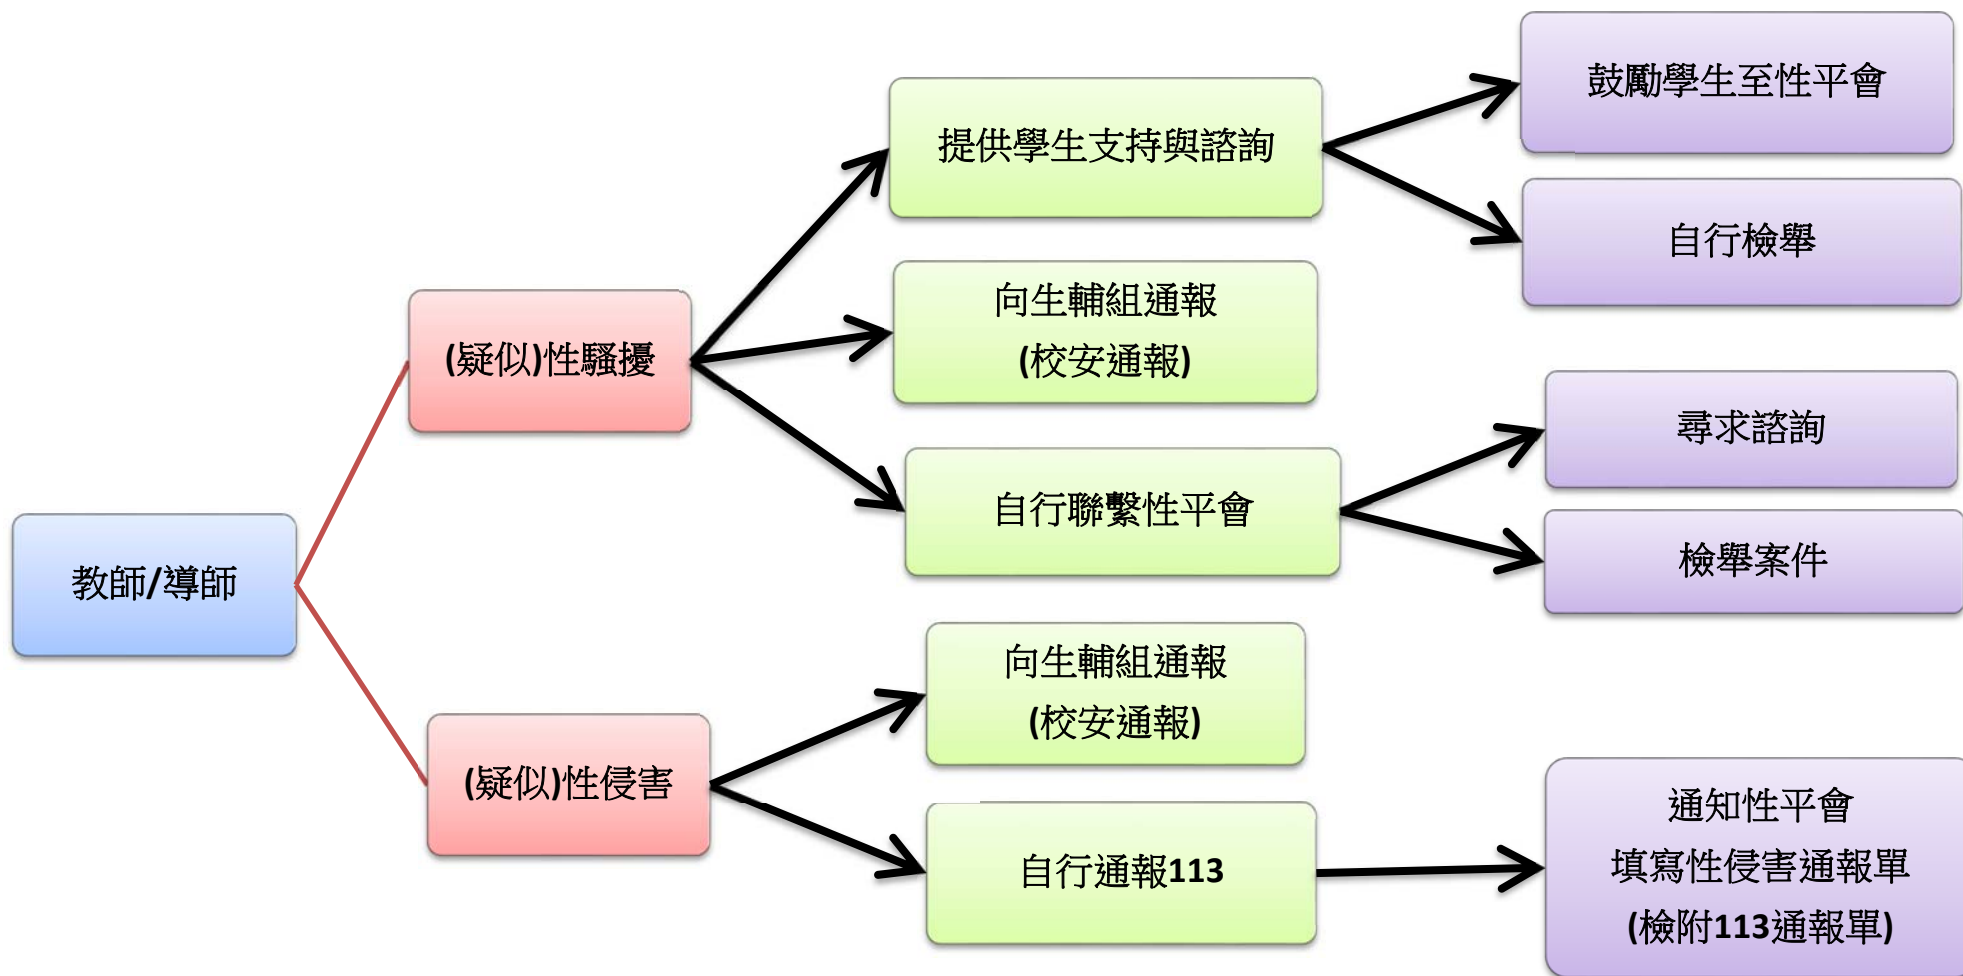 教師/導師
(疑似)性騷擾
提供學生支持與諮詢
鼓勵學生至性平會
自行檢舉
向生輔組通報
(校安通報)
自行聯繫性平會
尋求諮詢
檢舉案件
(疑似)性侵害
向生輔組通報
(校安通報)
自行通報113
通知性平會
填寫性侵害通報單
(檢附113通報單)